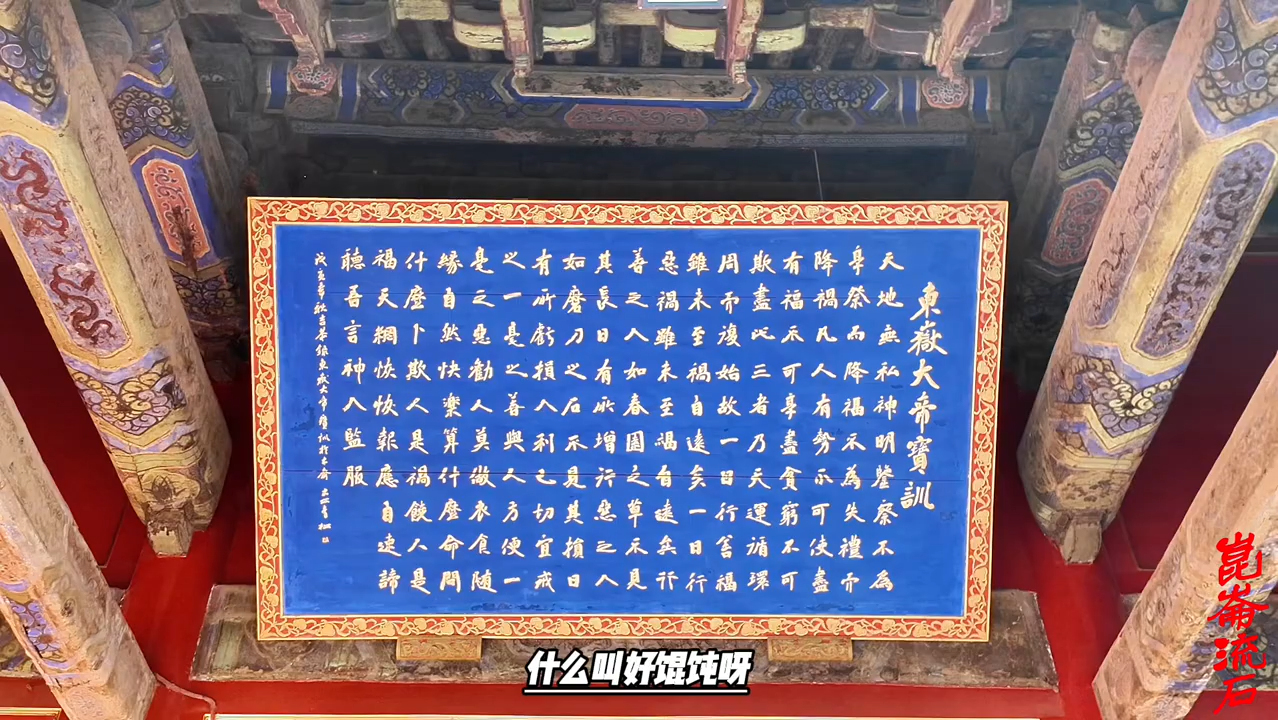 東嶽大帝寶訓
天地無私神明鑒察不為
享祭而降福不為失禮而
降禍凡人有勢不可使盡
有福不可享盡貧窮不可
欺盡此三者乃天運循環
周而復始故一日行善福
雖未至禍自遠矣一日行
惡禍雖未至福自遠矣行
善之人如春園之草不見
其長日有所增行惡之人
如磨刀之石不見其損日
有所虧損人利己切宜戒
之一毫之善與人方便一
毫之惡勸人莫做衣食隨
緣自然快樂算什麼命問
什麼卜欺人是禍饒人是
福天網恢恢報應自速諦
聽吾言神人監服
什么叫好馄饨呀
崑崙流石